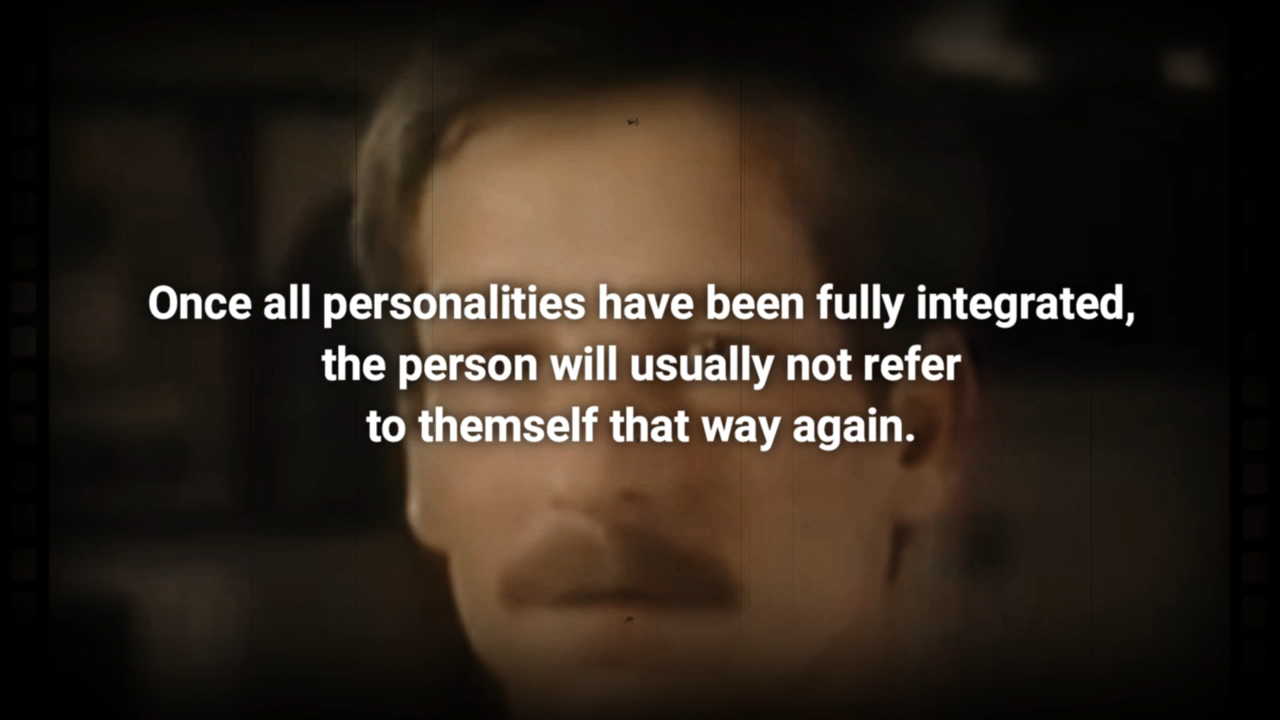 Once all personalities have been fully integrated,
the person will usually not refer
to themself that way again.